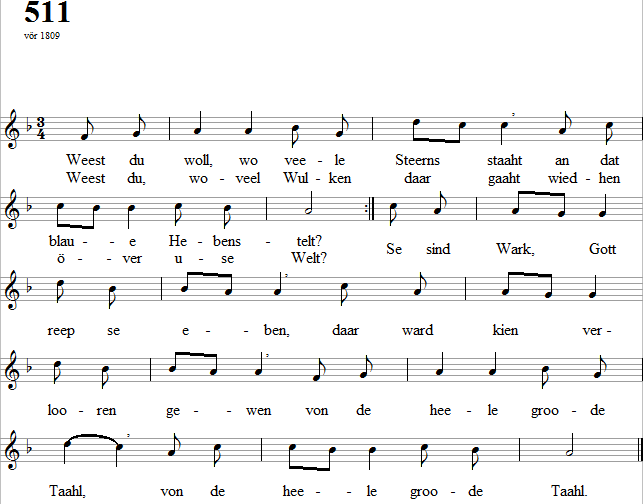 511
vör 1809
3
4
Weest du woll, wo vee - le Steerns staaht an dat
Weest du, wo - veel Wul - ken daar gaaht wied - hen
blau - - e He - bens - telt?
ö - - ver u - se Welt?
Se sind Wark, Gott
reep se e - - ben, daar ward kien ver -
loo - ren ge - - wen von de hee - le groo - de
Taahl, von de hee - - le groo - de Taahl.